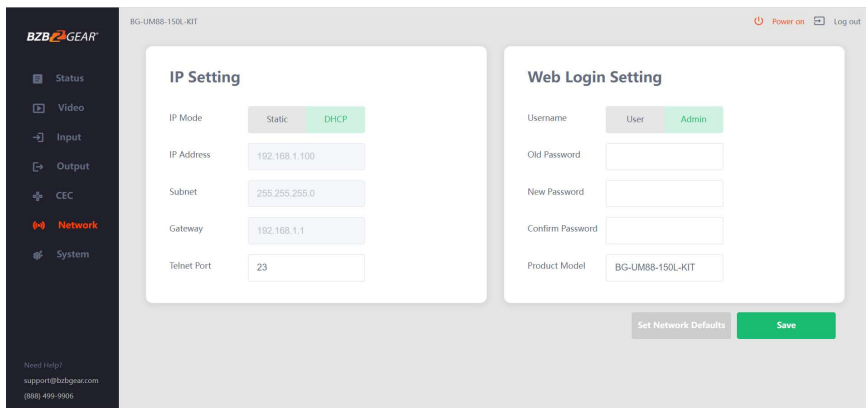 BZB GEAR
BG-UM88-150L-KIT
Power on
Log out
Status
Video
Input
Output
CEC
Network
System
Need Help?
support@bzbgear.com
(888) 499-9906
IP Setting
IP Mode Static DHCP
IP Address 192.168.1.100
Subnet 255.255.255.0
Gateway 192.168.1.1
Telnet Port 23
Web Login Setting
Username User Admin
Old Password
New Password
Confirm Password
Product Model BG-UM88-150L-KIT
Set Network Defaults
Save